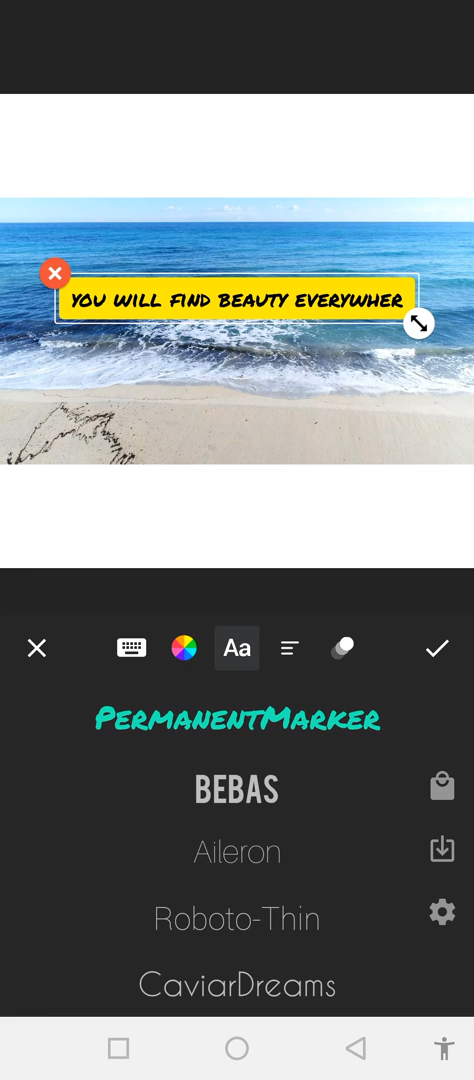 YOU WILL FIND BEAUTY EVERYWHER
Aa
PERMANENTMARKER
BEBAS
Aileron
Roboto-Thin
CaviarDreams